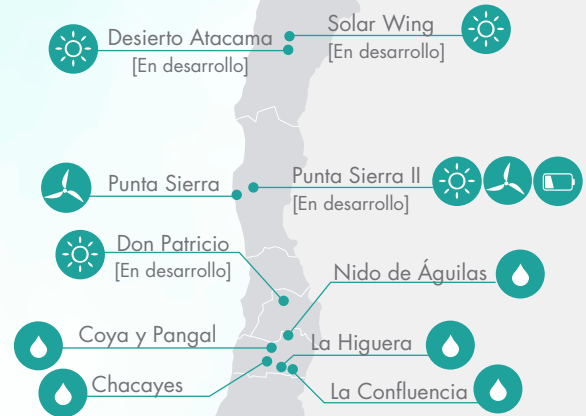 Desierto Atacama
[En desarrollo]
Solar Wing
[En desarrollo]
Punta Sierra
Punta Sierra II
[En desarrollo]
Don Patricio
[En desarrollo]
Nido de Águilas
Coya y Pangal
La Higuera
Chacayes
La Confluencia